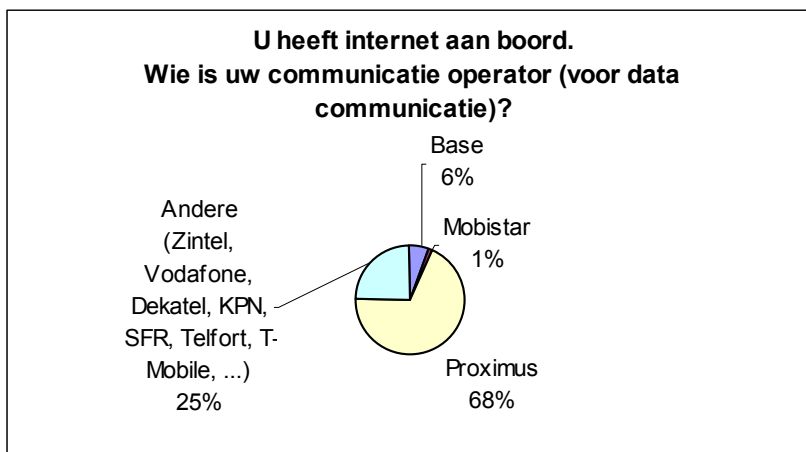 U heeft internet aan boord.
Wie is uw communicatie operator (voor data
communicatie)?
Base
6%
Mobistar
1%
Andere
(Zintel,
Vodafone,
Dekatel, KPN,
SFR, Telfort, T-
Mobile, ...)
25%
Proximus
68%